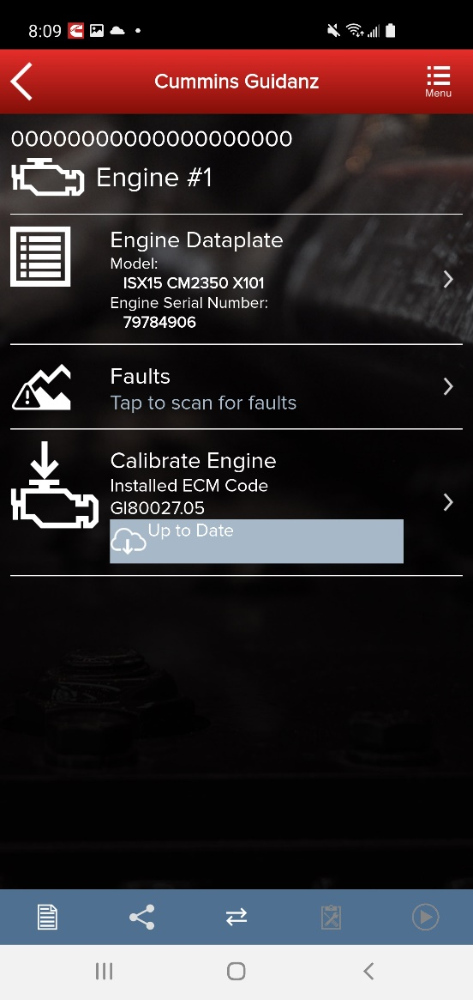 8:09
Cummins Guidanz
Menu
00000000000000000000
Engine #1
Engine Dataplate
Model:
ISX15 CM2350 X101
Engine Serial Number:
79784906
Faults
Tap to scan for faults
Calibrate Engine
Installed ECM Code
GI80027.05
Up to Date